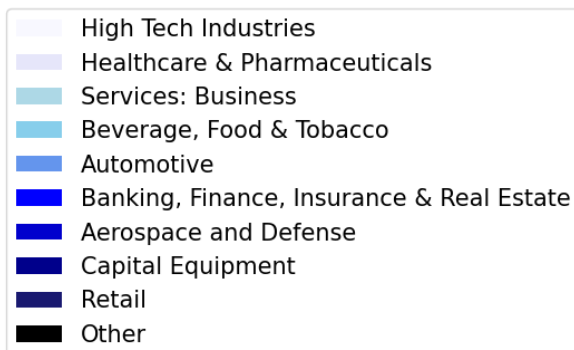 High Tech Industries
Healthcare & Pharmaceuticals
Services: Business
Beverage, Food & Tobacco
Automotive
Banking, Finance, Insurance & Real Estate
Aerospace and Defense
Capital Equipment
Retail
Other